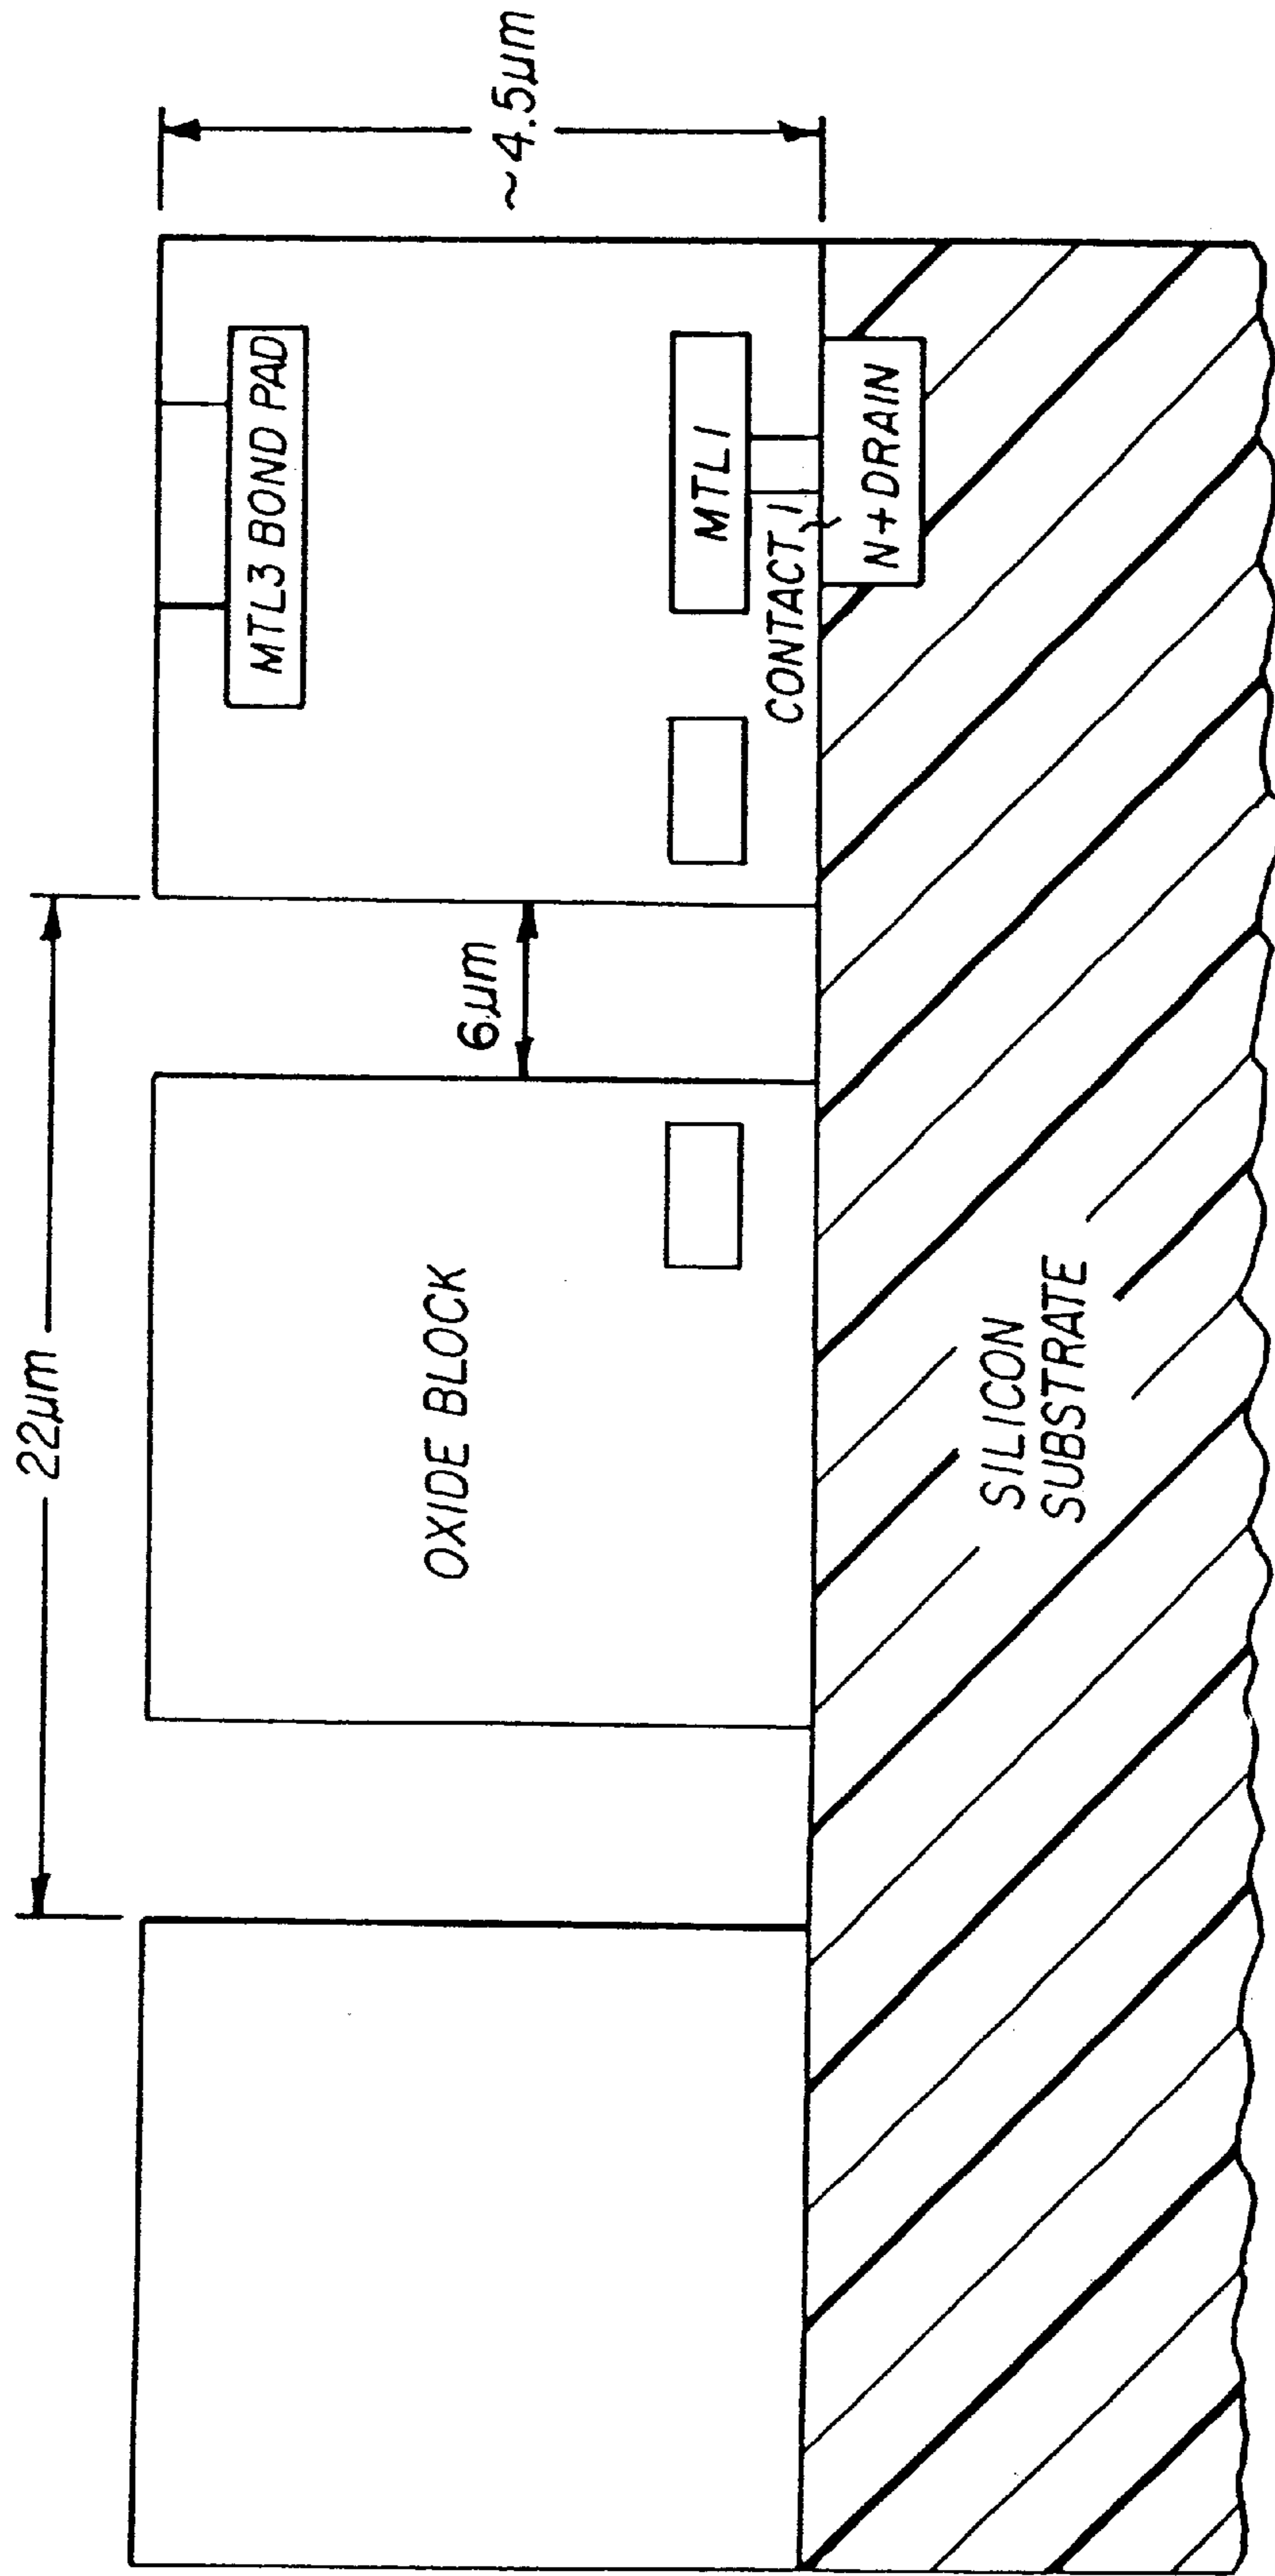 22µm
~4.5µm
MTL3 BOND PAD
6µm
OXIDE BLOCK
MTL1
CONTACT 1
N+DRAIN
SILICON
SUBSTRATE